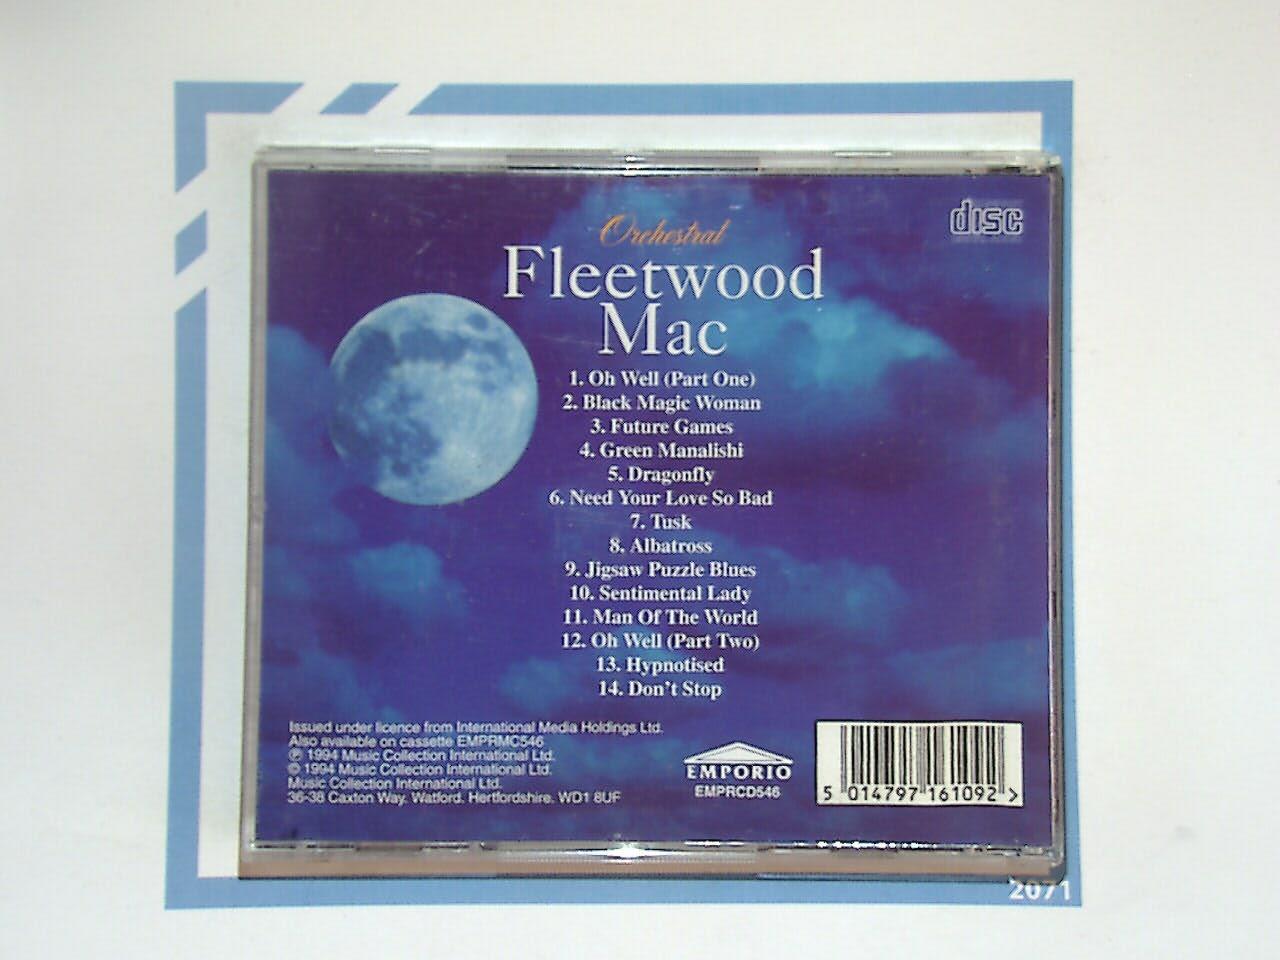 disc
Orchestral
Fleetwood
Mac
1. Oh Well (Part One)
2. Black Magic Woman
3. Future Games
4. Green Manalishi
5. Dragonfly
6. Need Your Love So Bad
7. Tusk
8. Albatross
9. Jigsaw Puzzle Blues
10. Sentimental Lady
11. Man Of The World
12. Oh Well (Part Two)
13. Hypnotised
14. Don't Stop
Issued under licence from International Media Holdings Ltd.
Also available on cassette EMPRMC546
℗ 1994 Music Collection International Ltd.
© 1994 Music Collection International Ltd.
Music Collection International Ltd.
36-38 Caxton Way, Watford, Hertfordshire. WD1 8UF
EMPORIO
EMPRCD546
5 014797 161092 >
2071